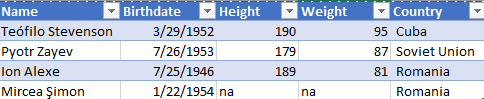 Name Birthdate Height Weight Country
Teófilo Stevenson 3/29/1952 190 95 Cuba
Pyotr Zayev 7/26/1953 179 87 Soviet Union
Ion Alexe 7/25/1946 189 81 Romania
Mircea Şimon 1/22/1954 na na Romania